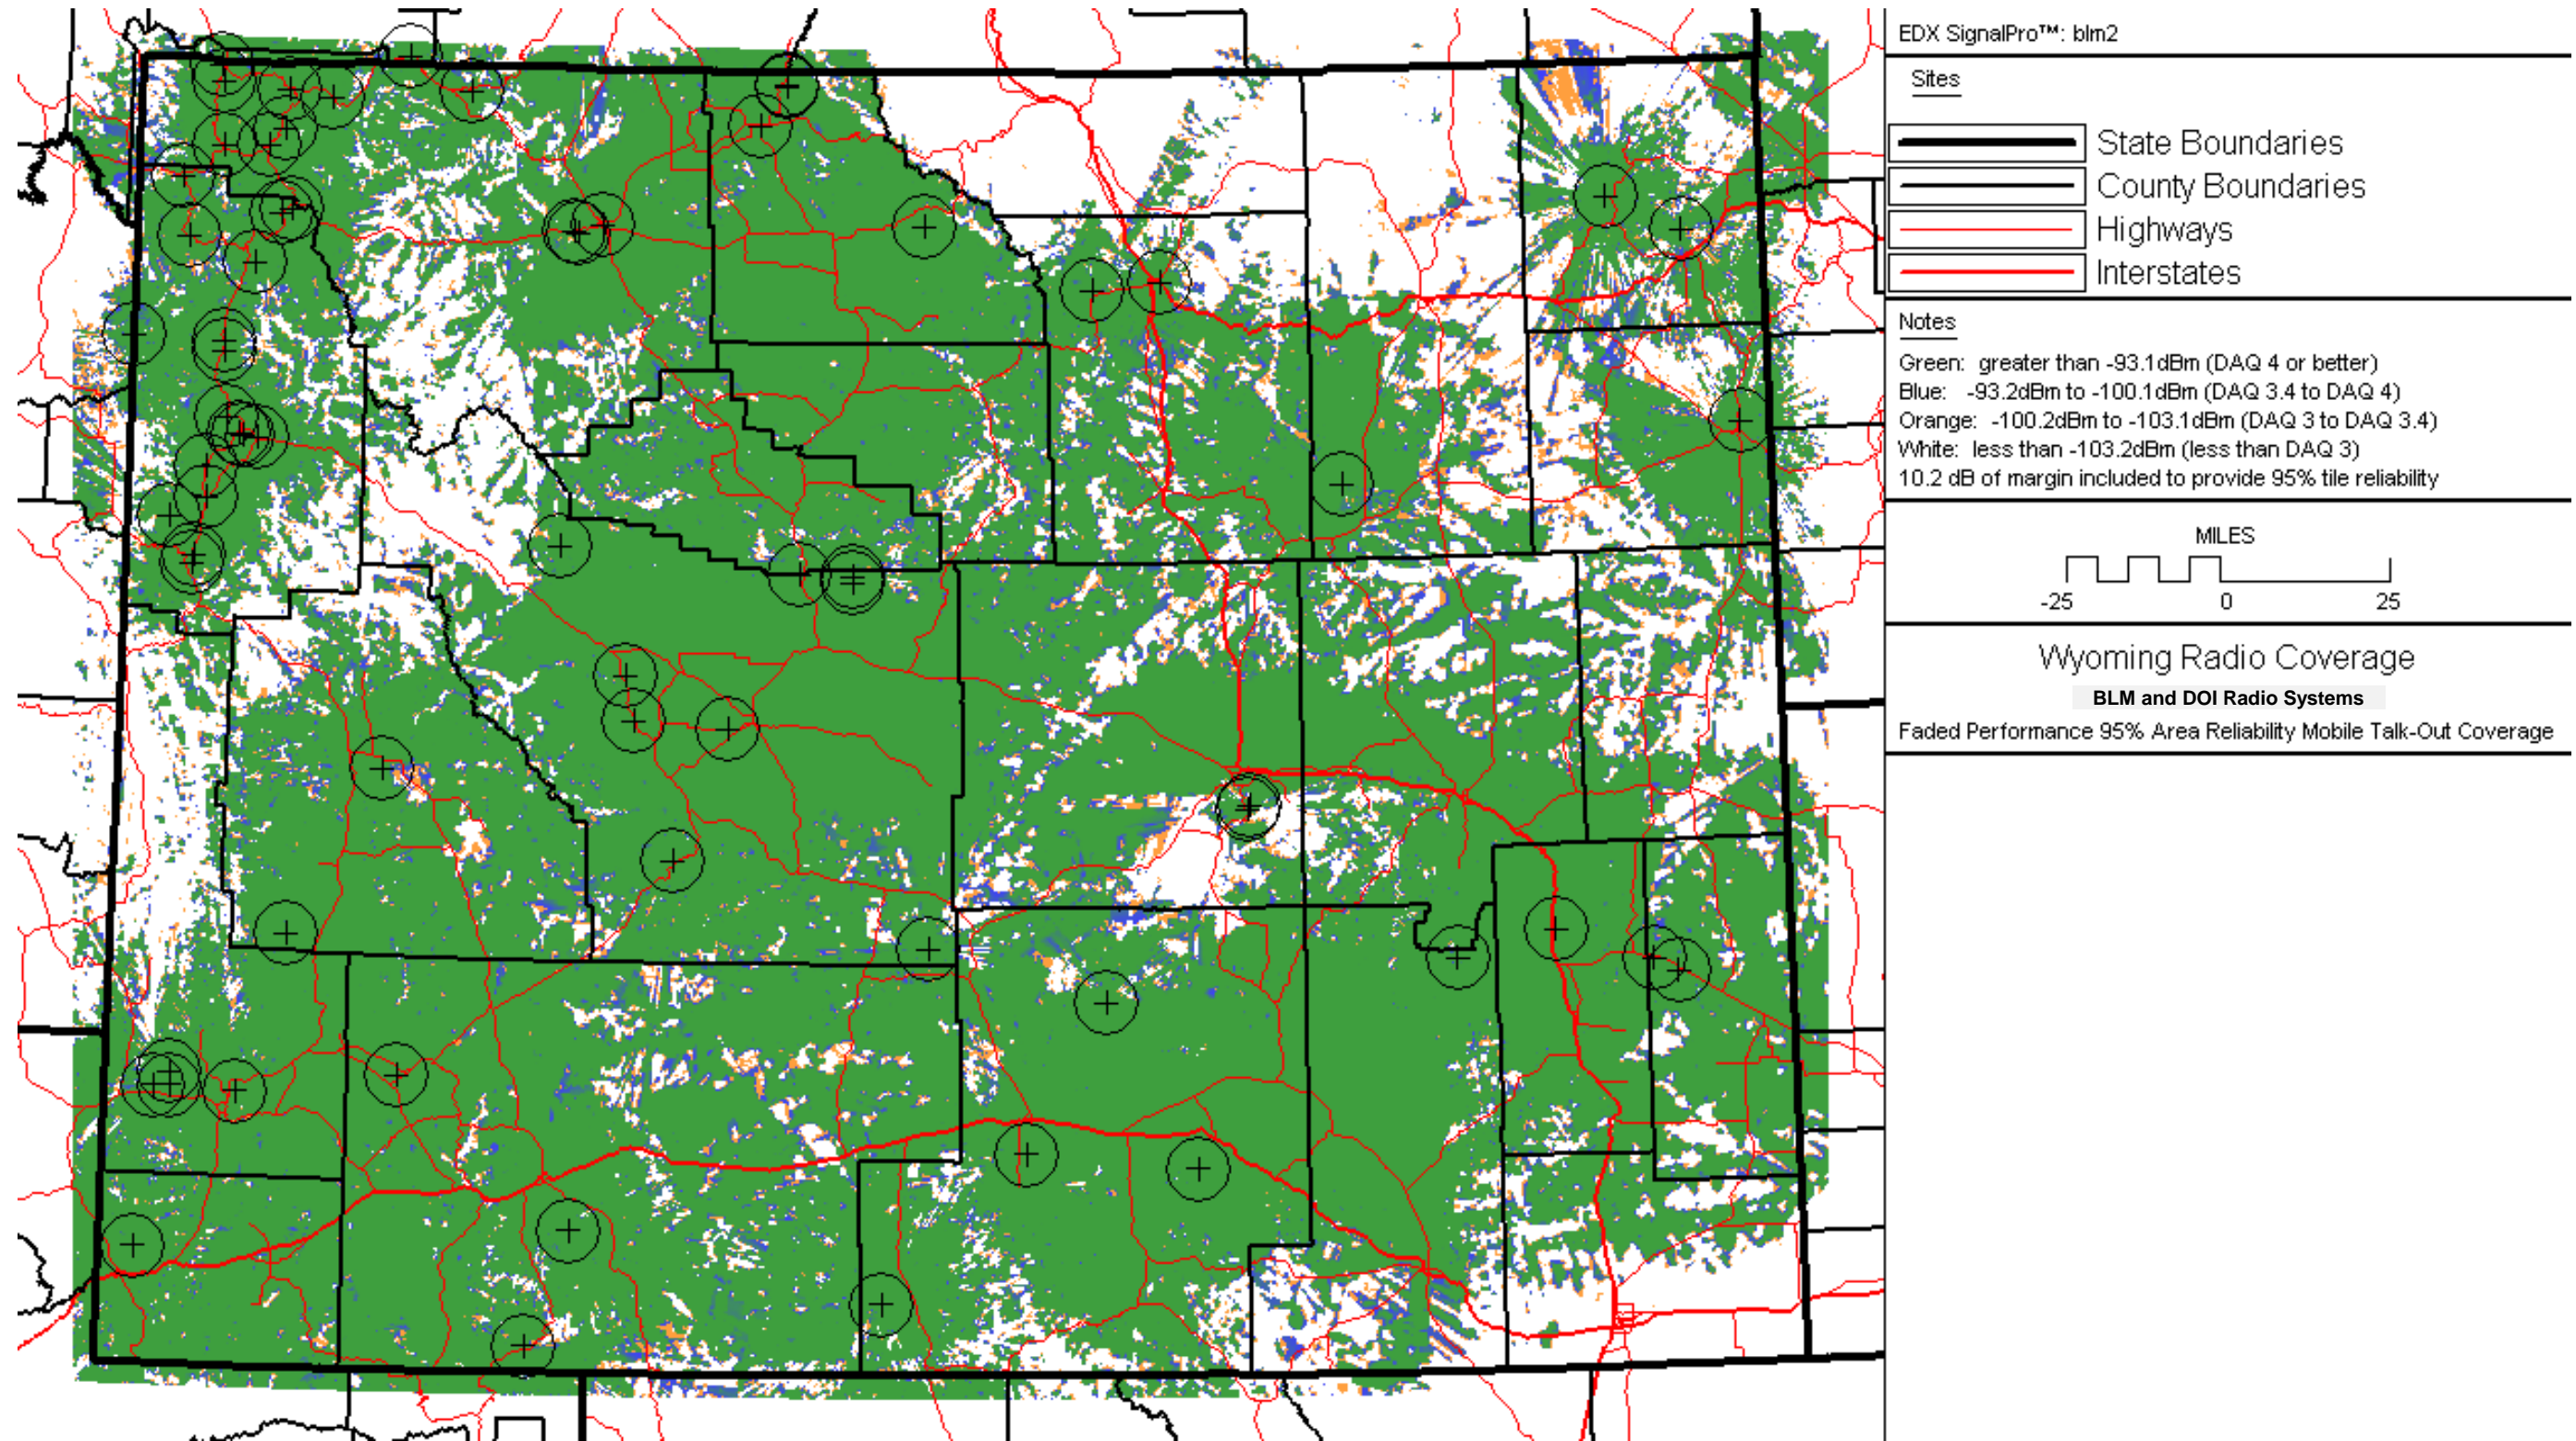 EDX SignalPro™: blm2
Sites
State Boundaries
County Boundaries
Highways
Interstates
Notes
Green: greater than -93.1dBm (DAQ 4 or better)
Blue: -93.2dBm to -100.1dBm (DAQ 3.4 to DAQ 4)
Orange: -100.2dBm to -103.1dBm (DAQ 3 to DAQ 3.4)
White: less than -103.2dBm (less than DAQ 3)
10.2 dB of margin included to provide 95% tile reliability
MILES
-25 0 25
Wyoming Radio Coverage
BLM and DOI Radio Systems
Faded Performance 95% Area Reliability Mobile Talk-Out Coverage